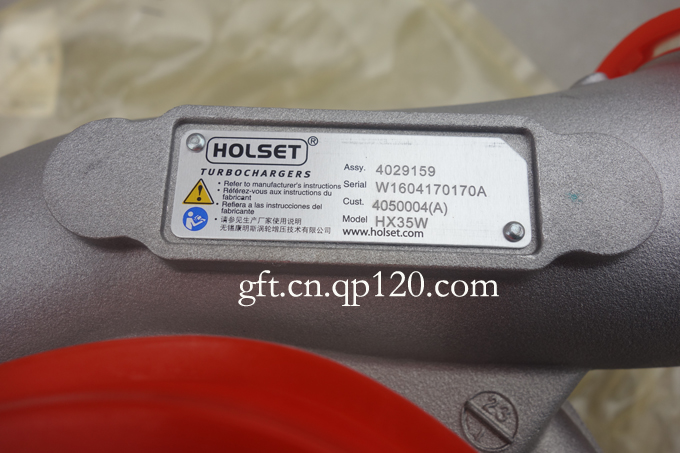 HOLSET®
TURBOCHARGERS
• Refer to manufacturer's instructions
• Référez-vous aux instructions du
fabricant
• Refiera a las instrucciones del
fabricante
• 请参见生产厂家使用说明
无锡康明斯涡轮增压技术有限公司
Assy. 4029159
Serial W1604170170A
Cust. 4050004(A)
Model HX35W
www.holset.com
gft.cn.qp120.com